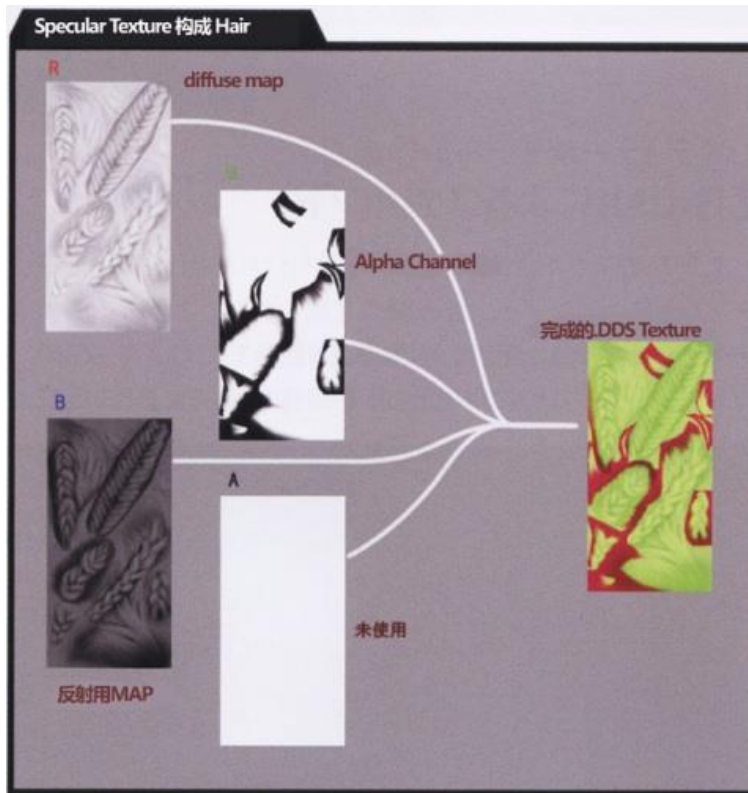 Specular Texture 构成 Hair
R
diffuse map
G
Alpha Channel
完成的.DDS Texture
B
A
未使用
反射用MAP